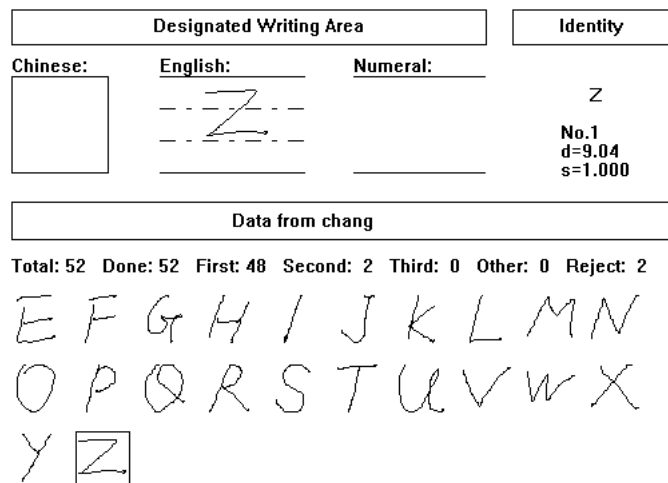 Designated Writing Area Identity
Chinese: English: Numeral:
Z Z
No.1
d=9.04
s=1.000
Data from chang
Total: 52 Done: 52 First: 48 Second: 2 Third: 0 Other: 0 Reject: 2
E F G H I J K L M N
O P Q R S T U V W X
Y Z